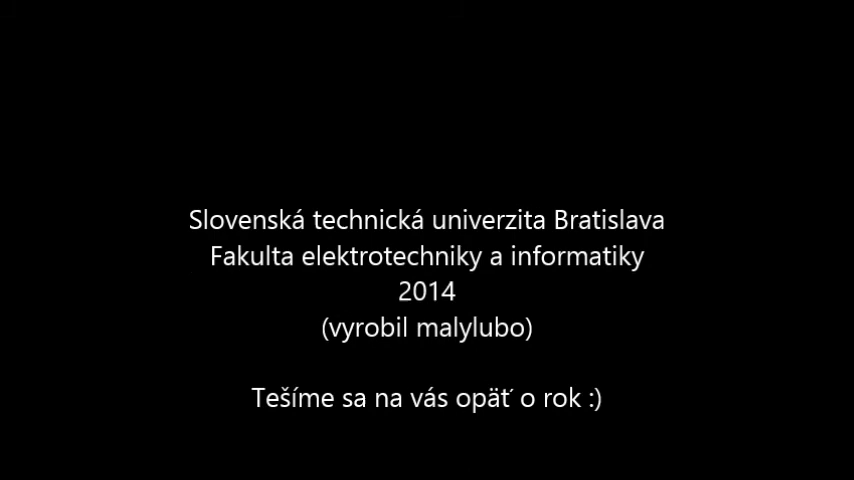 Slovenská technická univerzita Bratislava
Fakulta elektrotechniky a informatiky
2014
(vyrobil malylubo)
Tešíme sa na vás opäť o rok :)